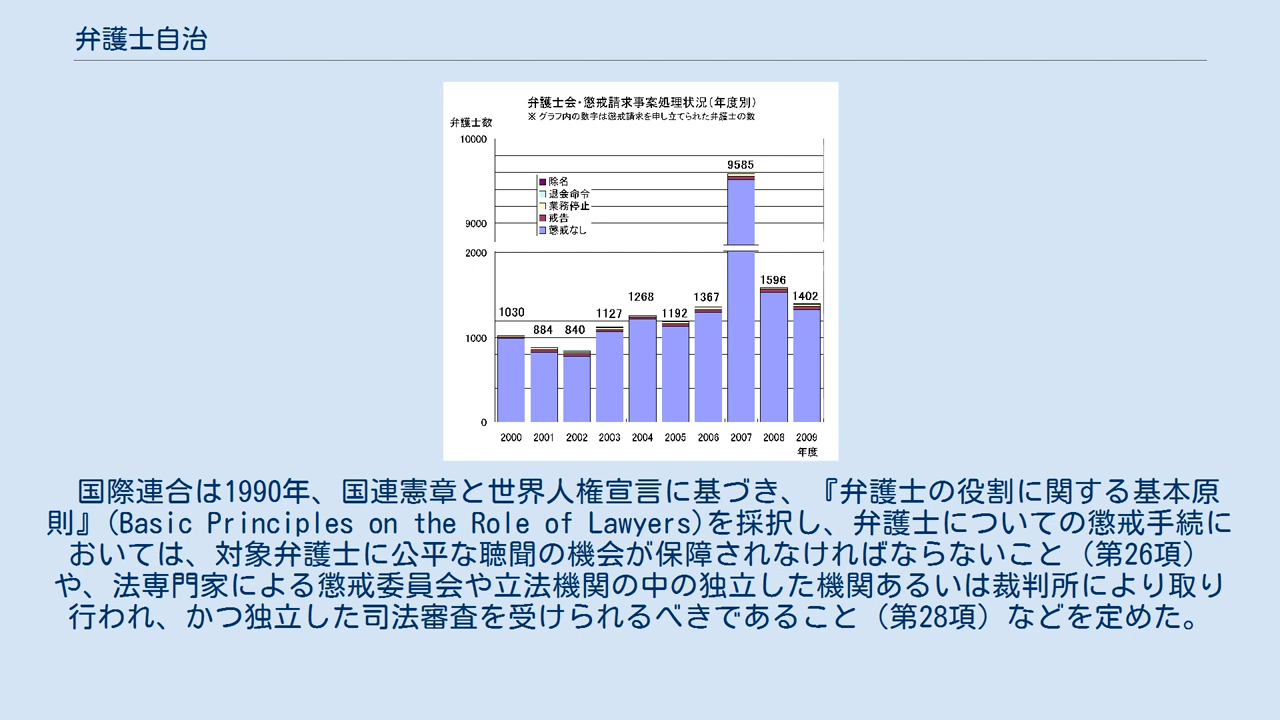 弁護士自治
弁護士会・懲戒請求事案処理状況(年度別)
※ グラフ内の数字は懲戒請求を申し立てられた弁護士の数
弁護士数
10000
9000
2000
1000
0
除名
退会命令
業務停止
戒告
懲戒なし
1030
884
840
1127
1268
1192
1367
9585
1596
1402
2000 2001 2002 2003 2004 2005 2006 2007 2008 2009
年度
国際連合は1990年、国連憲章と世界人権宣言に基づき、『弁護士の役割に関する基本原
則』(Basic Principles on the Role of Lawyers)を採択し、弁護士についての懲戒手続に
おいては、対象弁護士に公平な聴聞の機会が保障されなければならないこと（第26項）
や、法専門家による懲戒委員会や立法機関の中の独立した機関あるいは裁判所により取り
行われ、かつ独立した司法審査を受けられるべきであること（第28項）などを定めた。